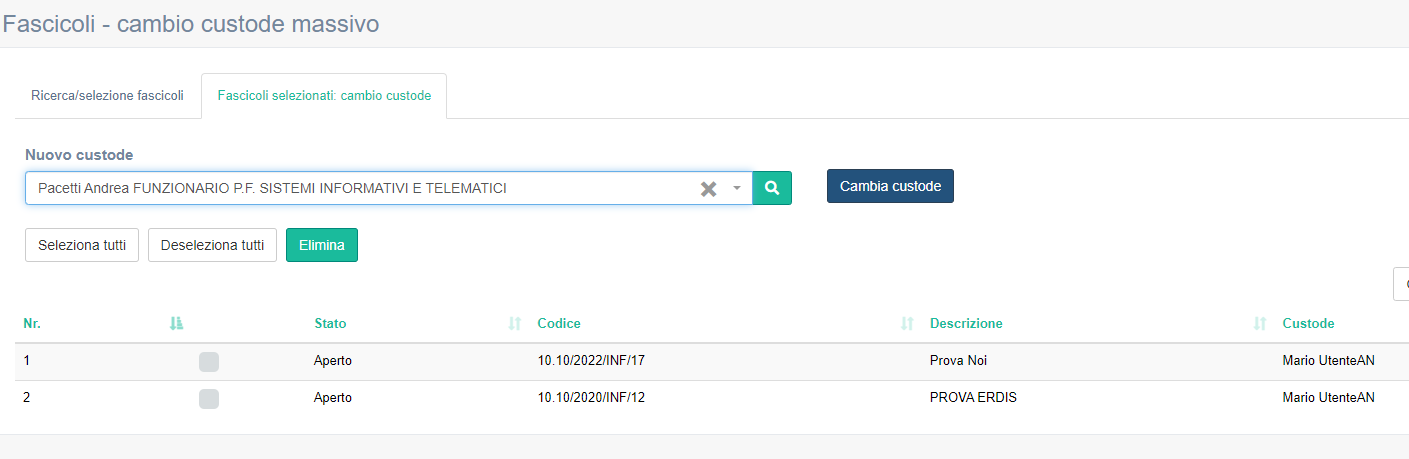 Fascicoli - cambio custode massivo
Ricerca/selezione fascicoli Fascicoli selezionati: cambio custode
Nuovo custode
Pacetti Andrea FUNZIONARIO P.F. SISTEMI INFORMATIVI E TELEMATICI Cambia custode
Seleziona tutti Deseleziona tutti Elimina
Nr. Stato Codice Descrizione Custode
1 Aperto 10.10/2022/INF/17 Prova Noi Mario UtenteAN
2 Aperto 10.10/2020/INF/12 PROVA ERDIS Mario UtenteAN